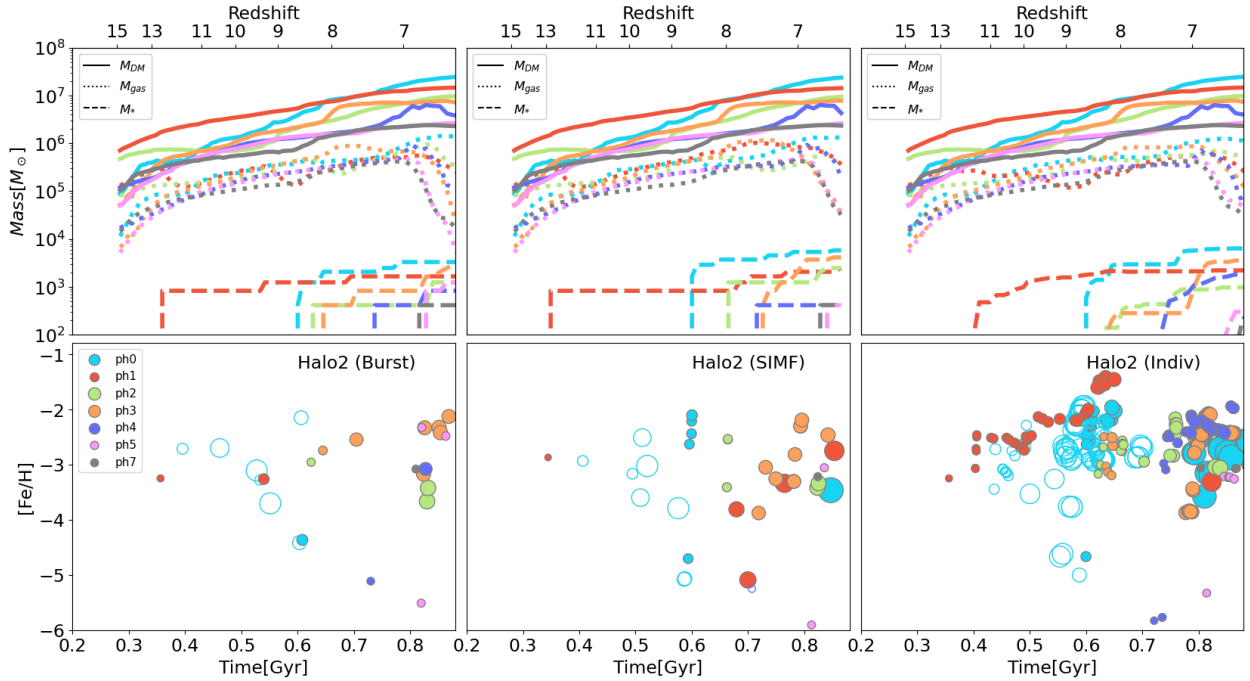 Redshift Redshift Redshift
15 13 11 10 9 8 7 15 13 11 10 9 8 7 15 13 11 10 9 8 7
10^8
10^7
10^6
10^5
10^4
10^3
10^2
Mass[M_⊙]
M_DM M_DM M_DM
M_gas M_gas M_gas
M_* M_* M_*
Halo2 (Burst) Halo2 (SIMF) Halo2 (Indiv)
ph0
ph1
ph2
ph3
ph4
ph5
ph7
[Fe/H]
−1
−2
−3
−4
−5
−6
0.2 0.3 0.4 0.5 0.6 0.7 0.8 0.2 0.3 0.4 0.5 0.6 0.7 0.8 0.2 0.3 0.4 0.5 0.6 0.7 0.8
Time[Gyr] Time[Gyr] Time[Gyr]